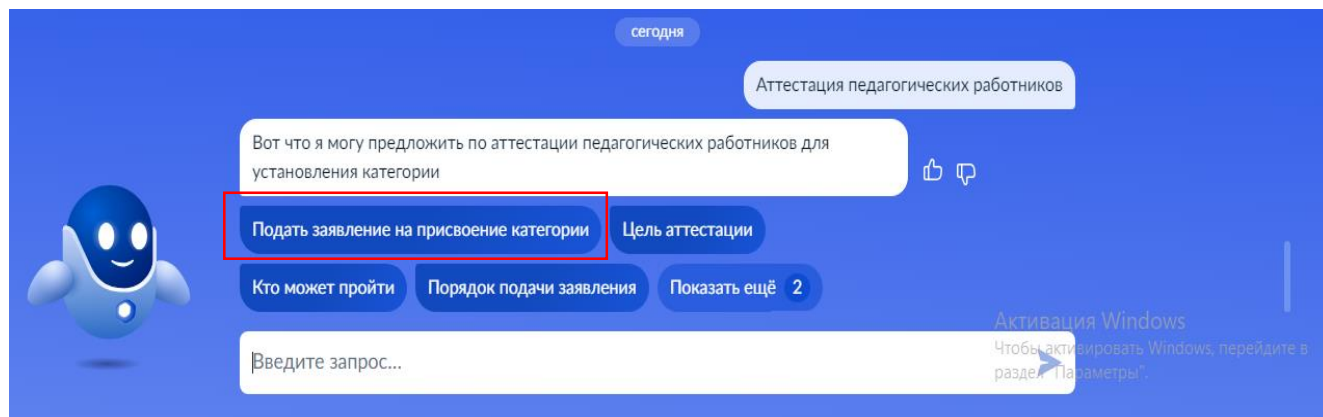 сегодня
Аттестация педагогических работников
Вот что я могу предложить по аттестации педагогических работников для
установления категории
Подать заявление на присвоение категории
Цель аттестации
Кто может пройти
Порядок подачи заявления
Показать ещё 2
Введите запрос...
Активация Windows
Чтобы активировать Windows, перейдите в
раздел "Параметры".